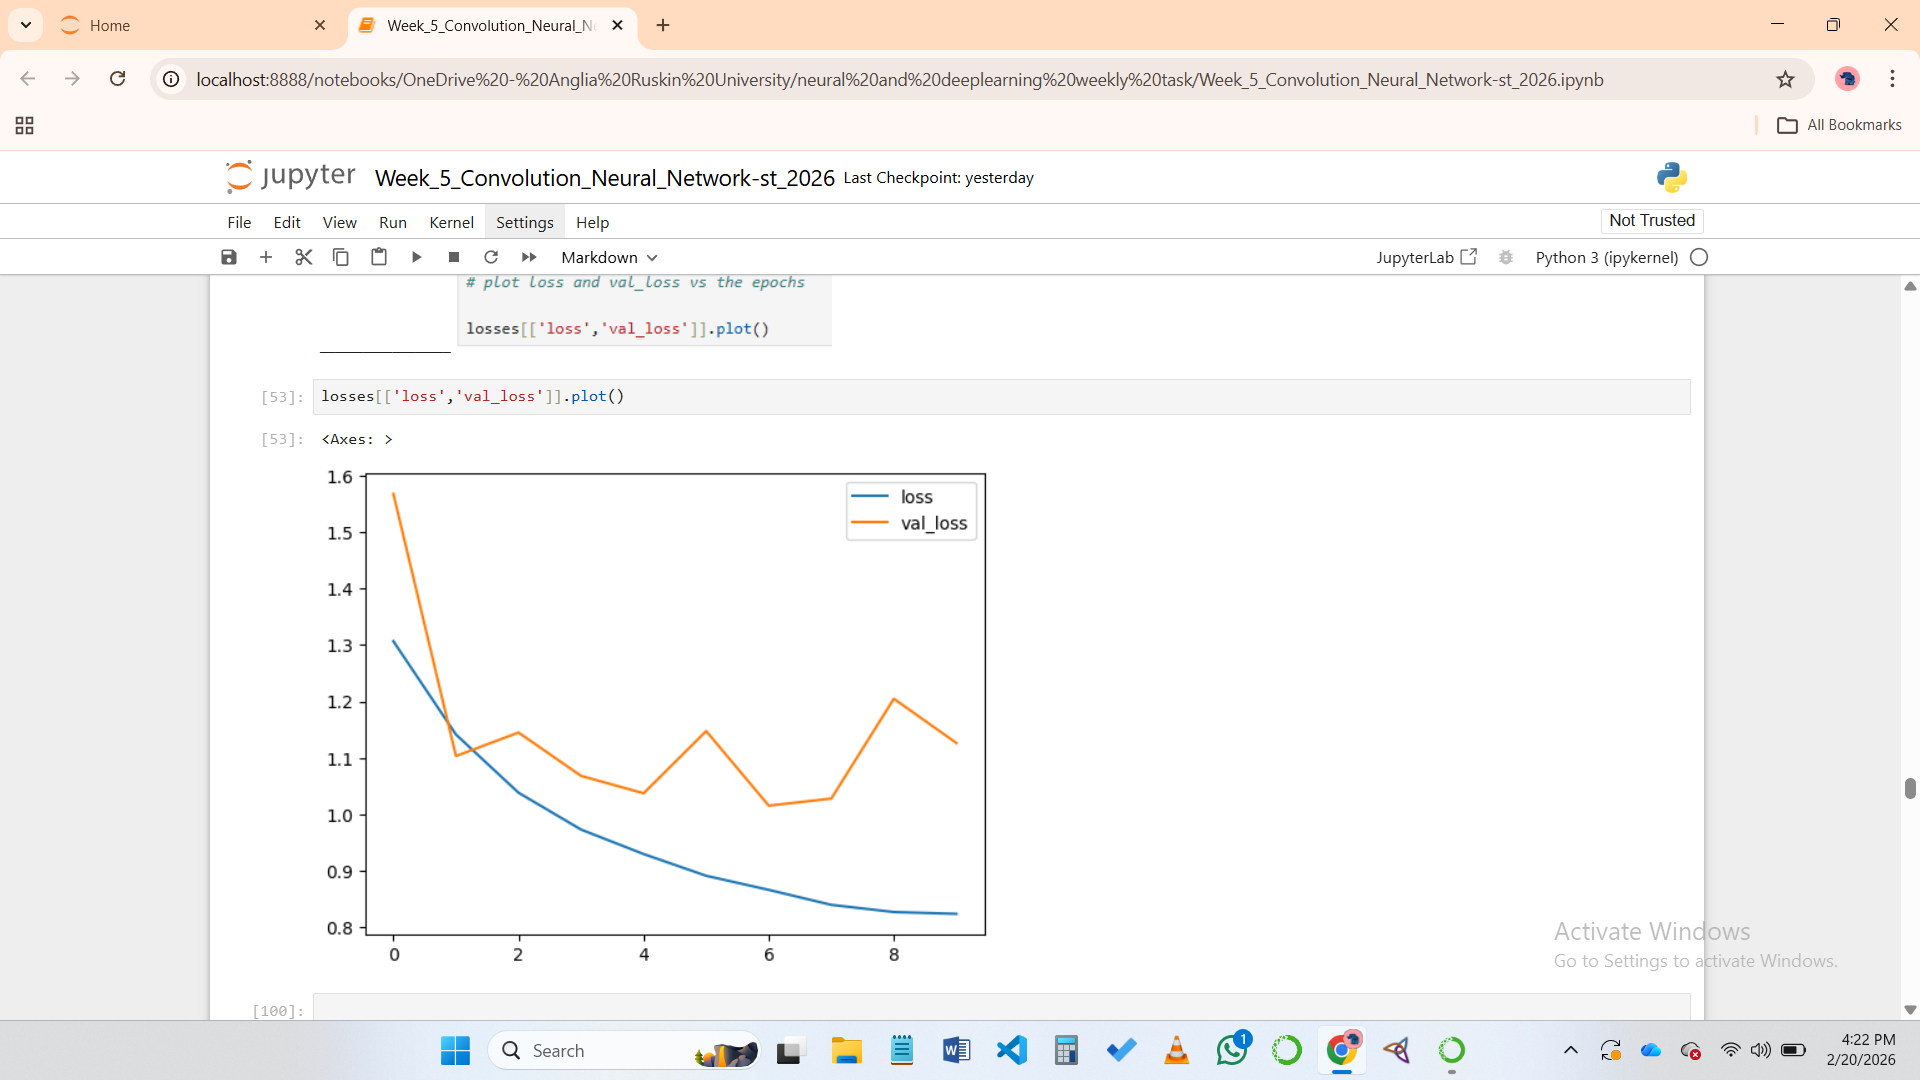 Home
Week_5_Convolution_Neural_Ne
localhost:8888/notebooks/OneDrive%20-%20Anglia%20Ruskin%20University/neural%20and%20deeplearning%20weekly%20task/Week_5_Convolution_Neural_Network-st_2026.ipynb
All Bookmarks
jupyter Week_5_Convolution_Neural_Network-st_2026 Last Checkpoint: yesterday
File Edit View Run Kernel Settings Help Not Trusted
Markdown JupyterLab Python 3 (ipykernel)
# plot loss and val_loss vs the epochs
losses[['loss','val_loss']].plot()
[53]: losses[['loss','val_loss']].plot()
[53]: <Axes: >
loss
val_loss
1.6
1.5
1.4
1.3
1.2
1.1
1.0
0.9
0.8
0 2 4 6 8
Activate Windows
Go to Settings to activate Windows.
[100]:
Search
1
4:22 PM
2/20/2026